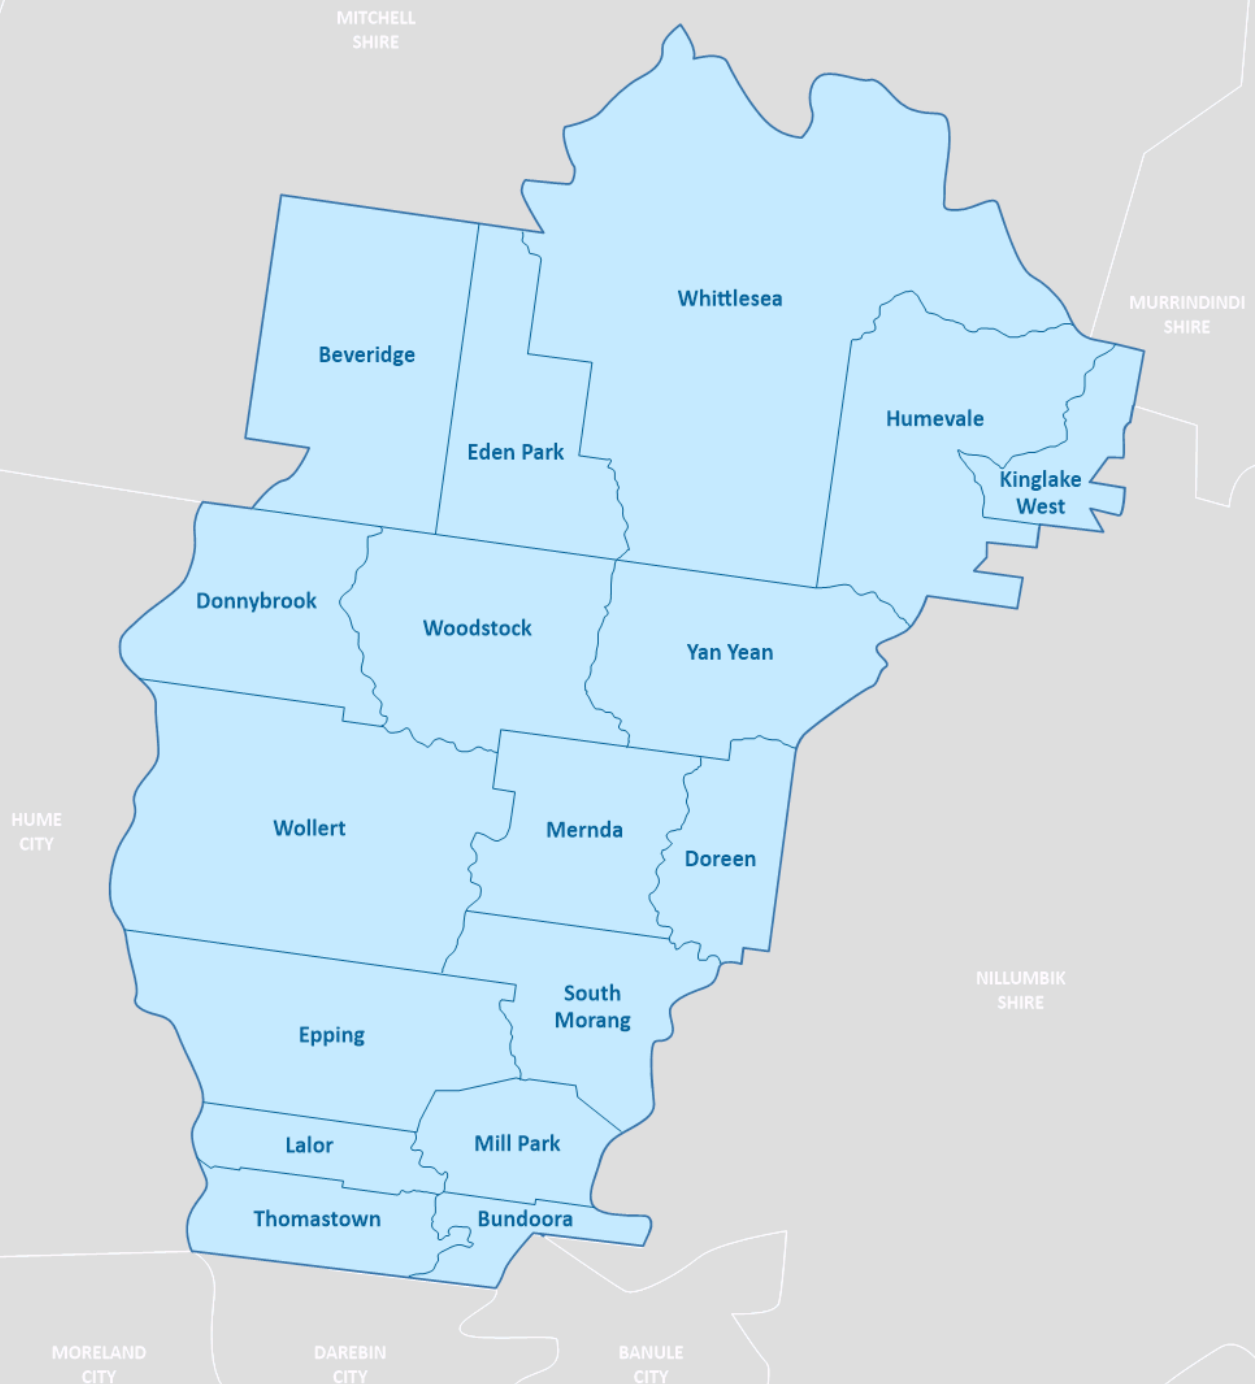 MITCHELL
SHIRE
Whittlesea
MURRINDINDI
SHIRE
Beveridge
Humevale
Eden Park
Kinglake
West
Donnybrook
Woodstock
Yan Yean
HUME
CITY
Wollert
Mernda
Doreen
NILLUMBIK
SHIRE
South
Morang
Epping
Lalor
Mill Park
Thomastown
Bundoora
MORELAND
CITY
DAREBIN
CITY
BANULE
CITY